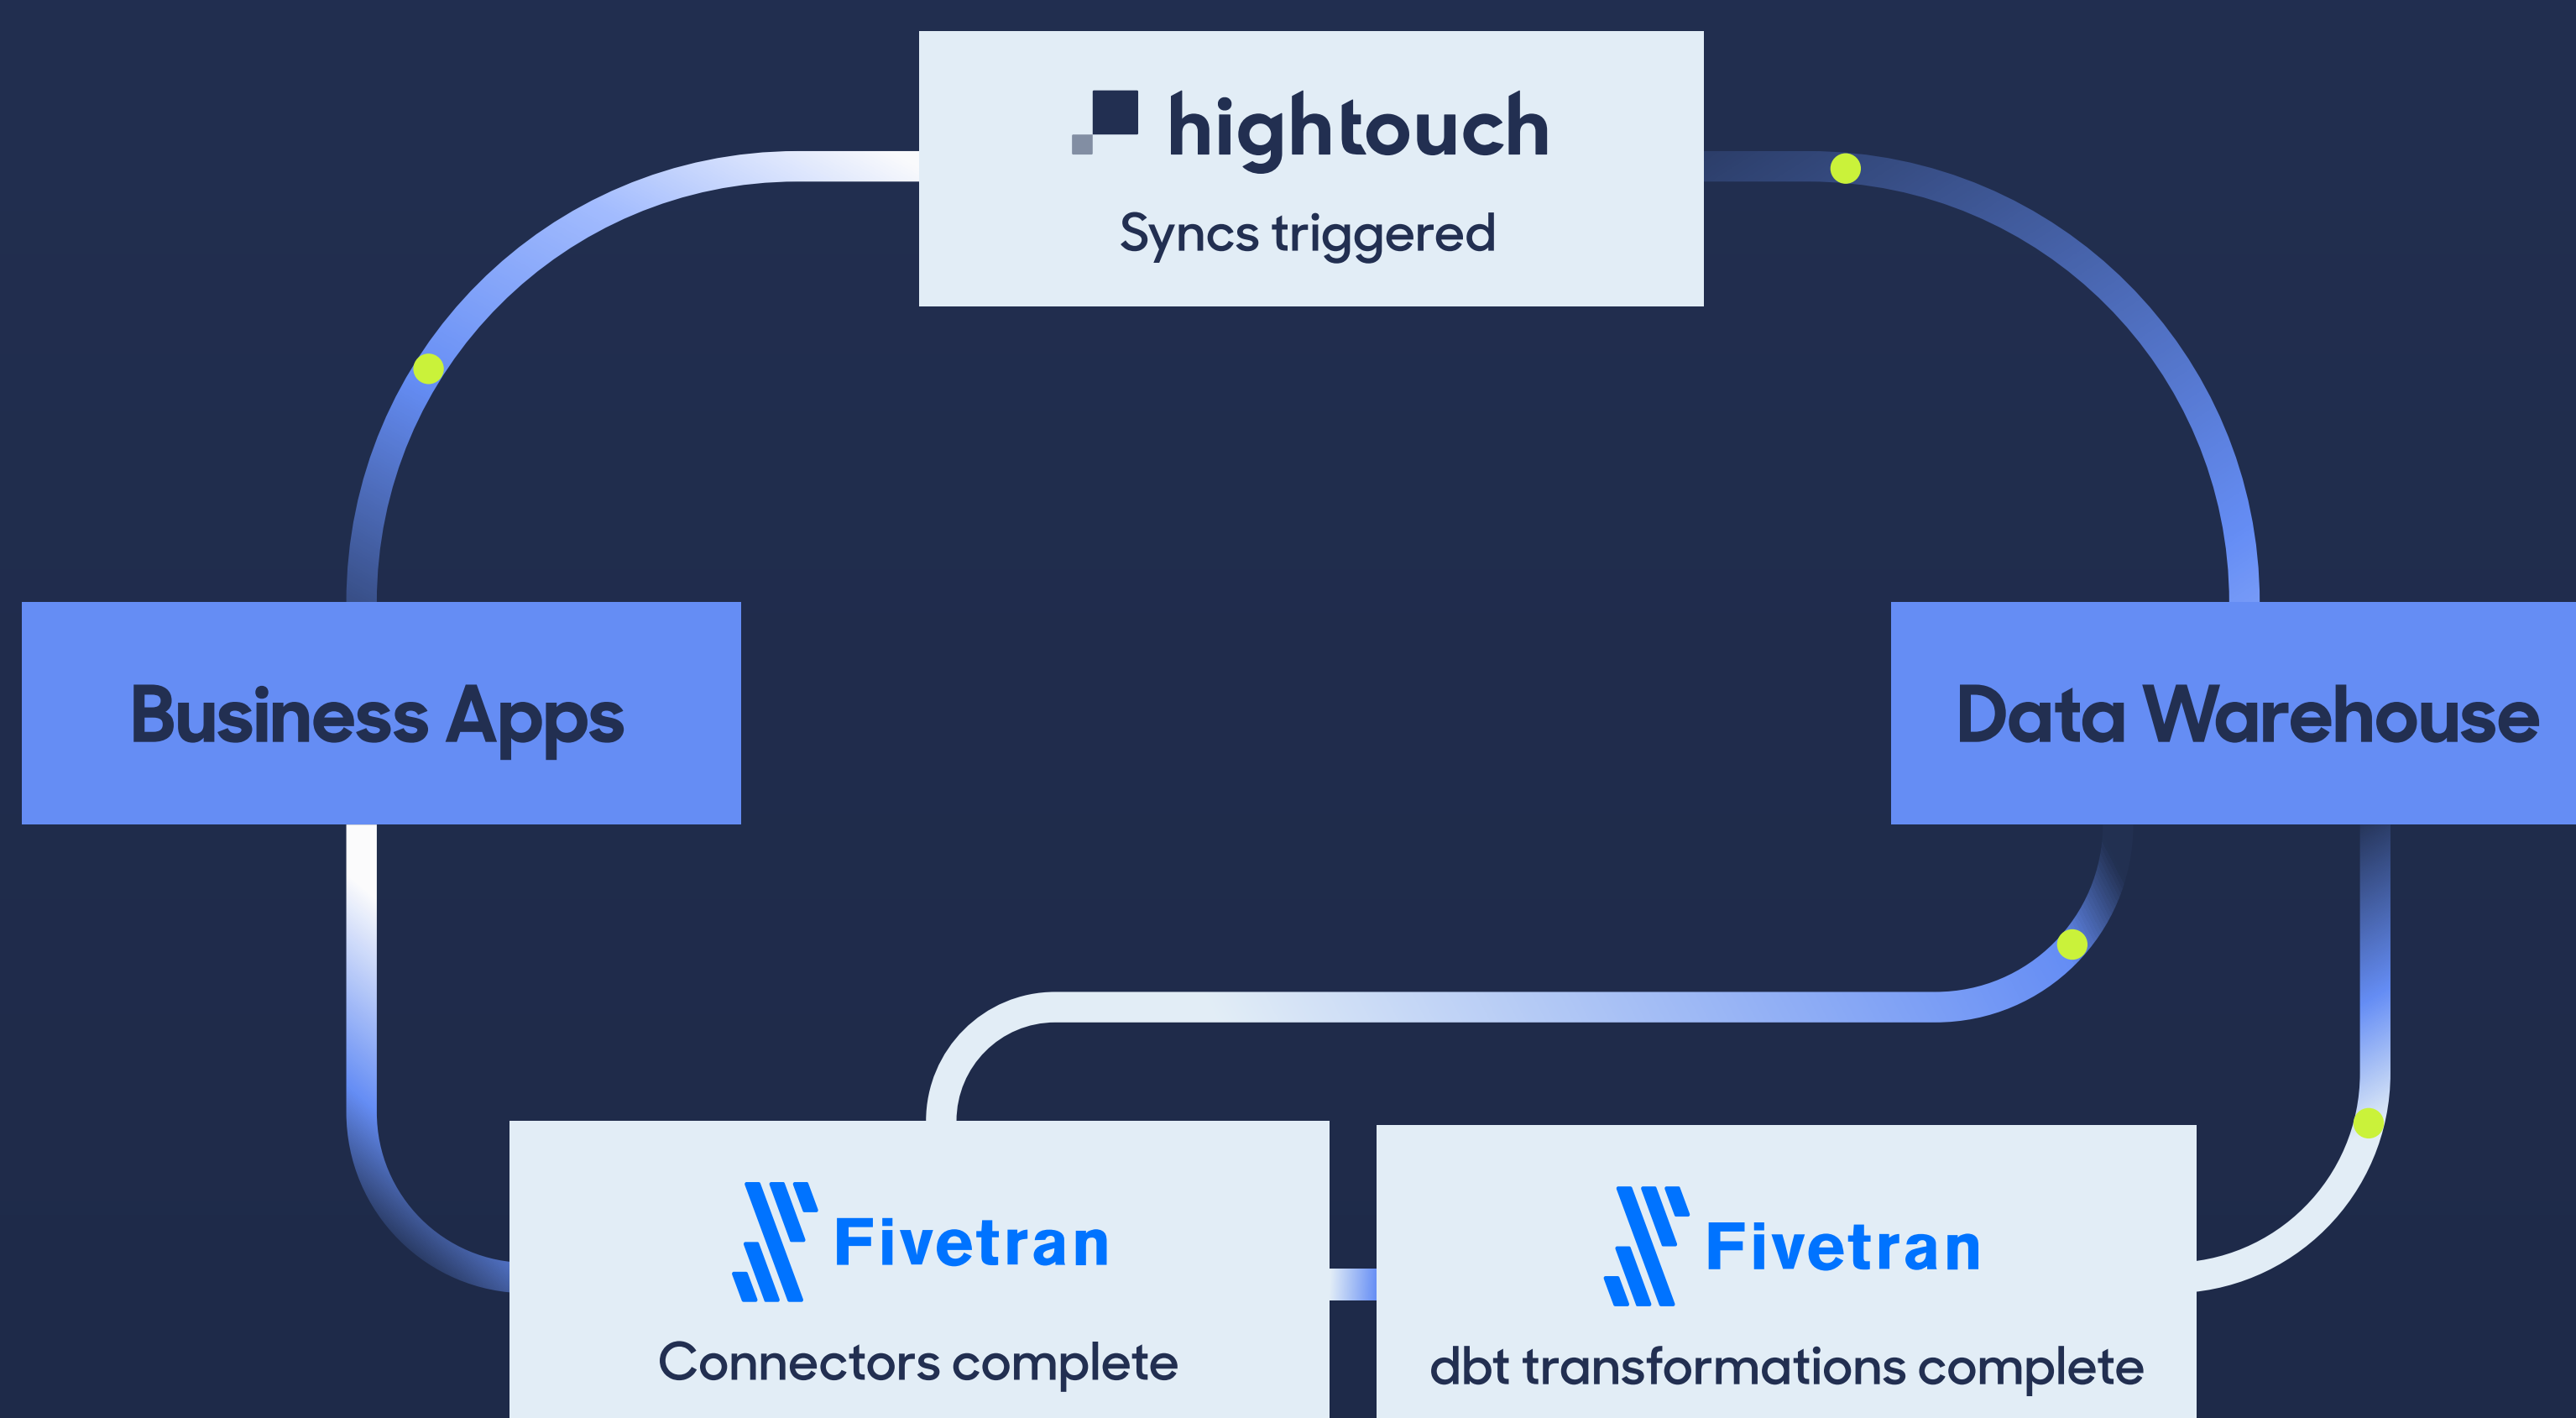 hightouch
Syncs triggered
Business Apps
Data Warehouse
Fivetran
Connectors complete
Fivetran
dbt transformations complete